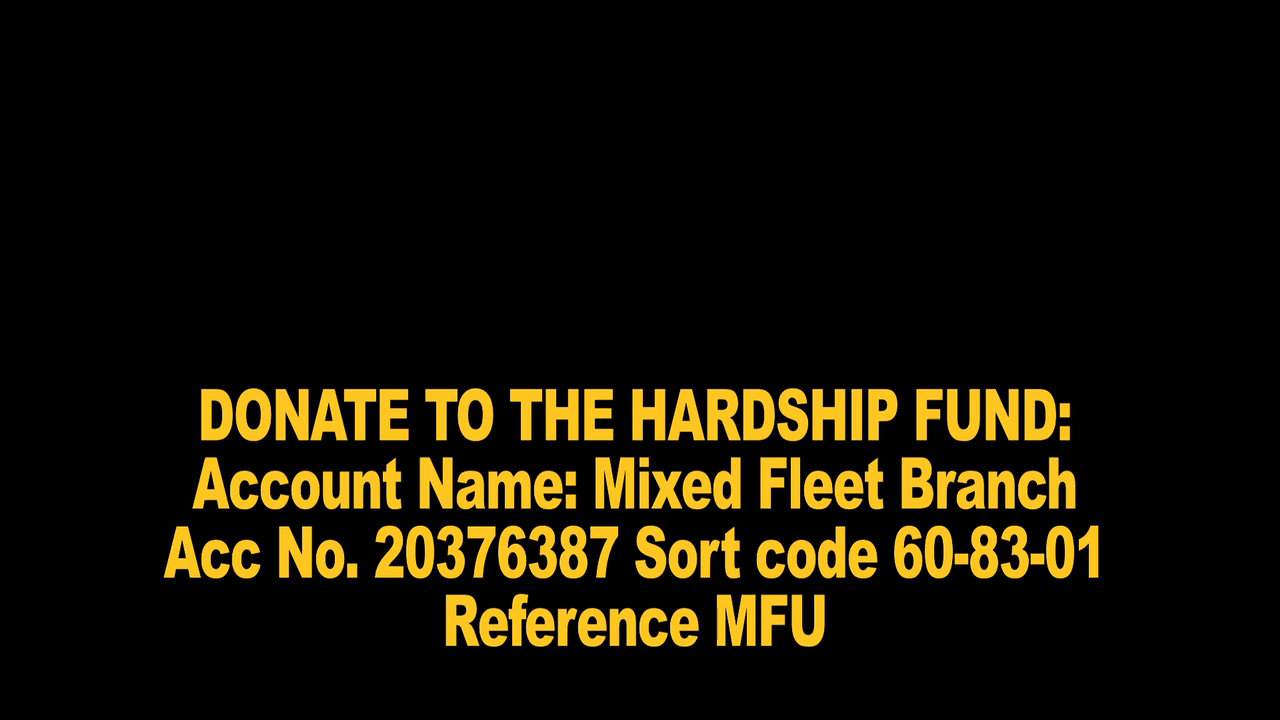 DONATE TO THE HARDSHIP FUND:
Account Name: Mixed Fleet Branch
Acc No. 20376387 Sort code 60-83-01
Reference MFU